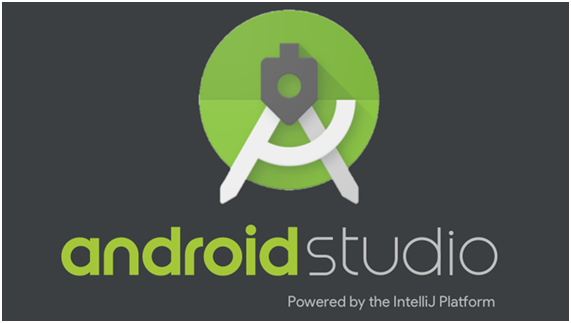 androidstudio
Powered by the IntelliJ Platform